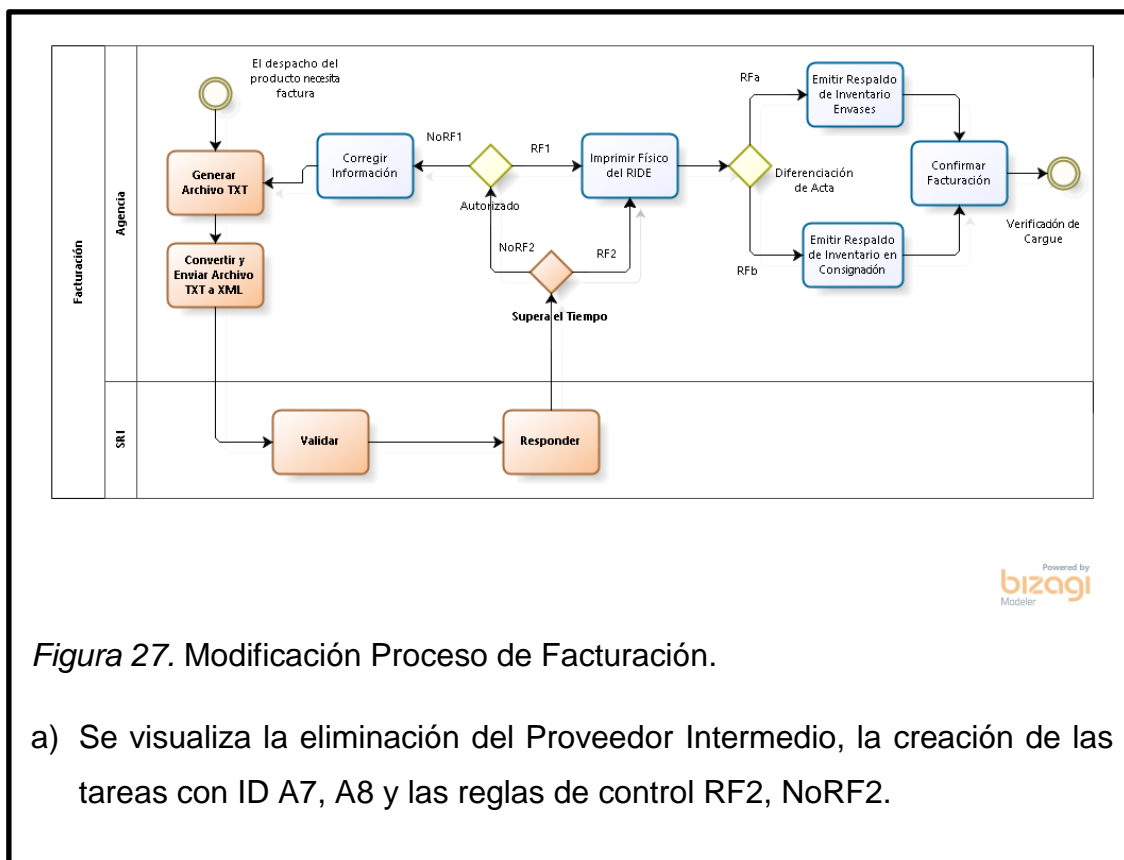 El despacho del
producto necesita
factura
Facturación
Agencia
SRI
Generar
Archivo TXT
Convertir y
Enviar Archivo
TXT a XML
Corregir
Información
NoRF1
Autorizado
RF1
NoRF2
RF2
Supera el Tiempo
Imprimir Físico
del RIDE
RFa
Diferenciación
de Acta
RFb
Emitir Respaldo
de Inventario
Envases
Emitir Respaldo
de Inventario en
Consignación
Confirmar
Facturación
Verificación de
Cargue
Validar
Responder
Powered by
bizagi
Modeler
Figura 27. Modificación Proceso de Facturación.
a) Se visualiza la eliminación del Proveedor Intermedio, la creación de las
tareas con ID A7, A8 y las reglas de control RF2, NoRF2.